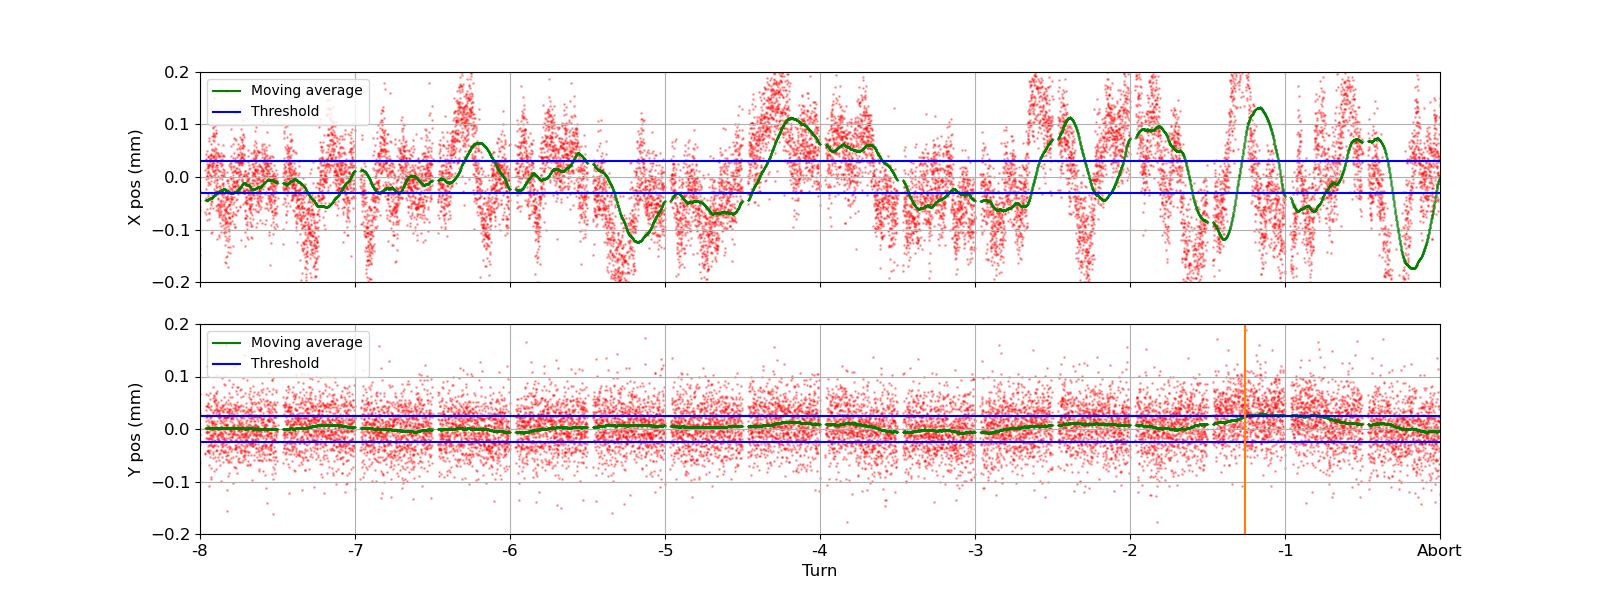 0.2
0.1
0.0
−0.1
−0.2
X pos (mm)
Moving average
Threshold
0.2
0.1
0.0
−0.1
−0.2
Y pos (mm)
Moving average
Threshold
-8 -7 -6 -5 -4 -3 -2 -1 Abort
Turn